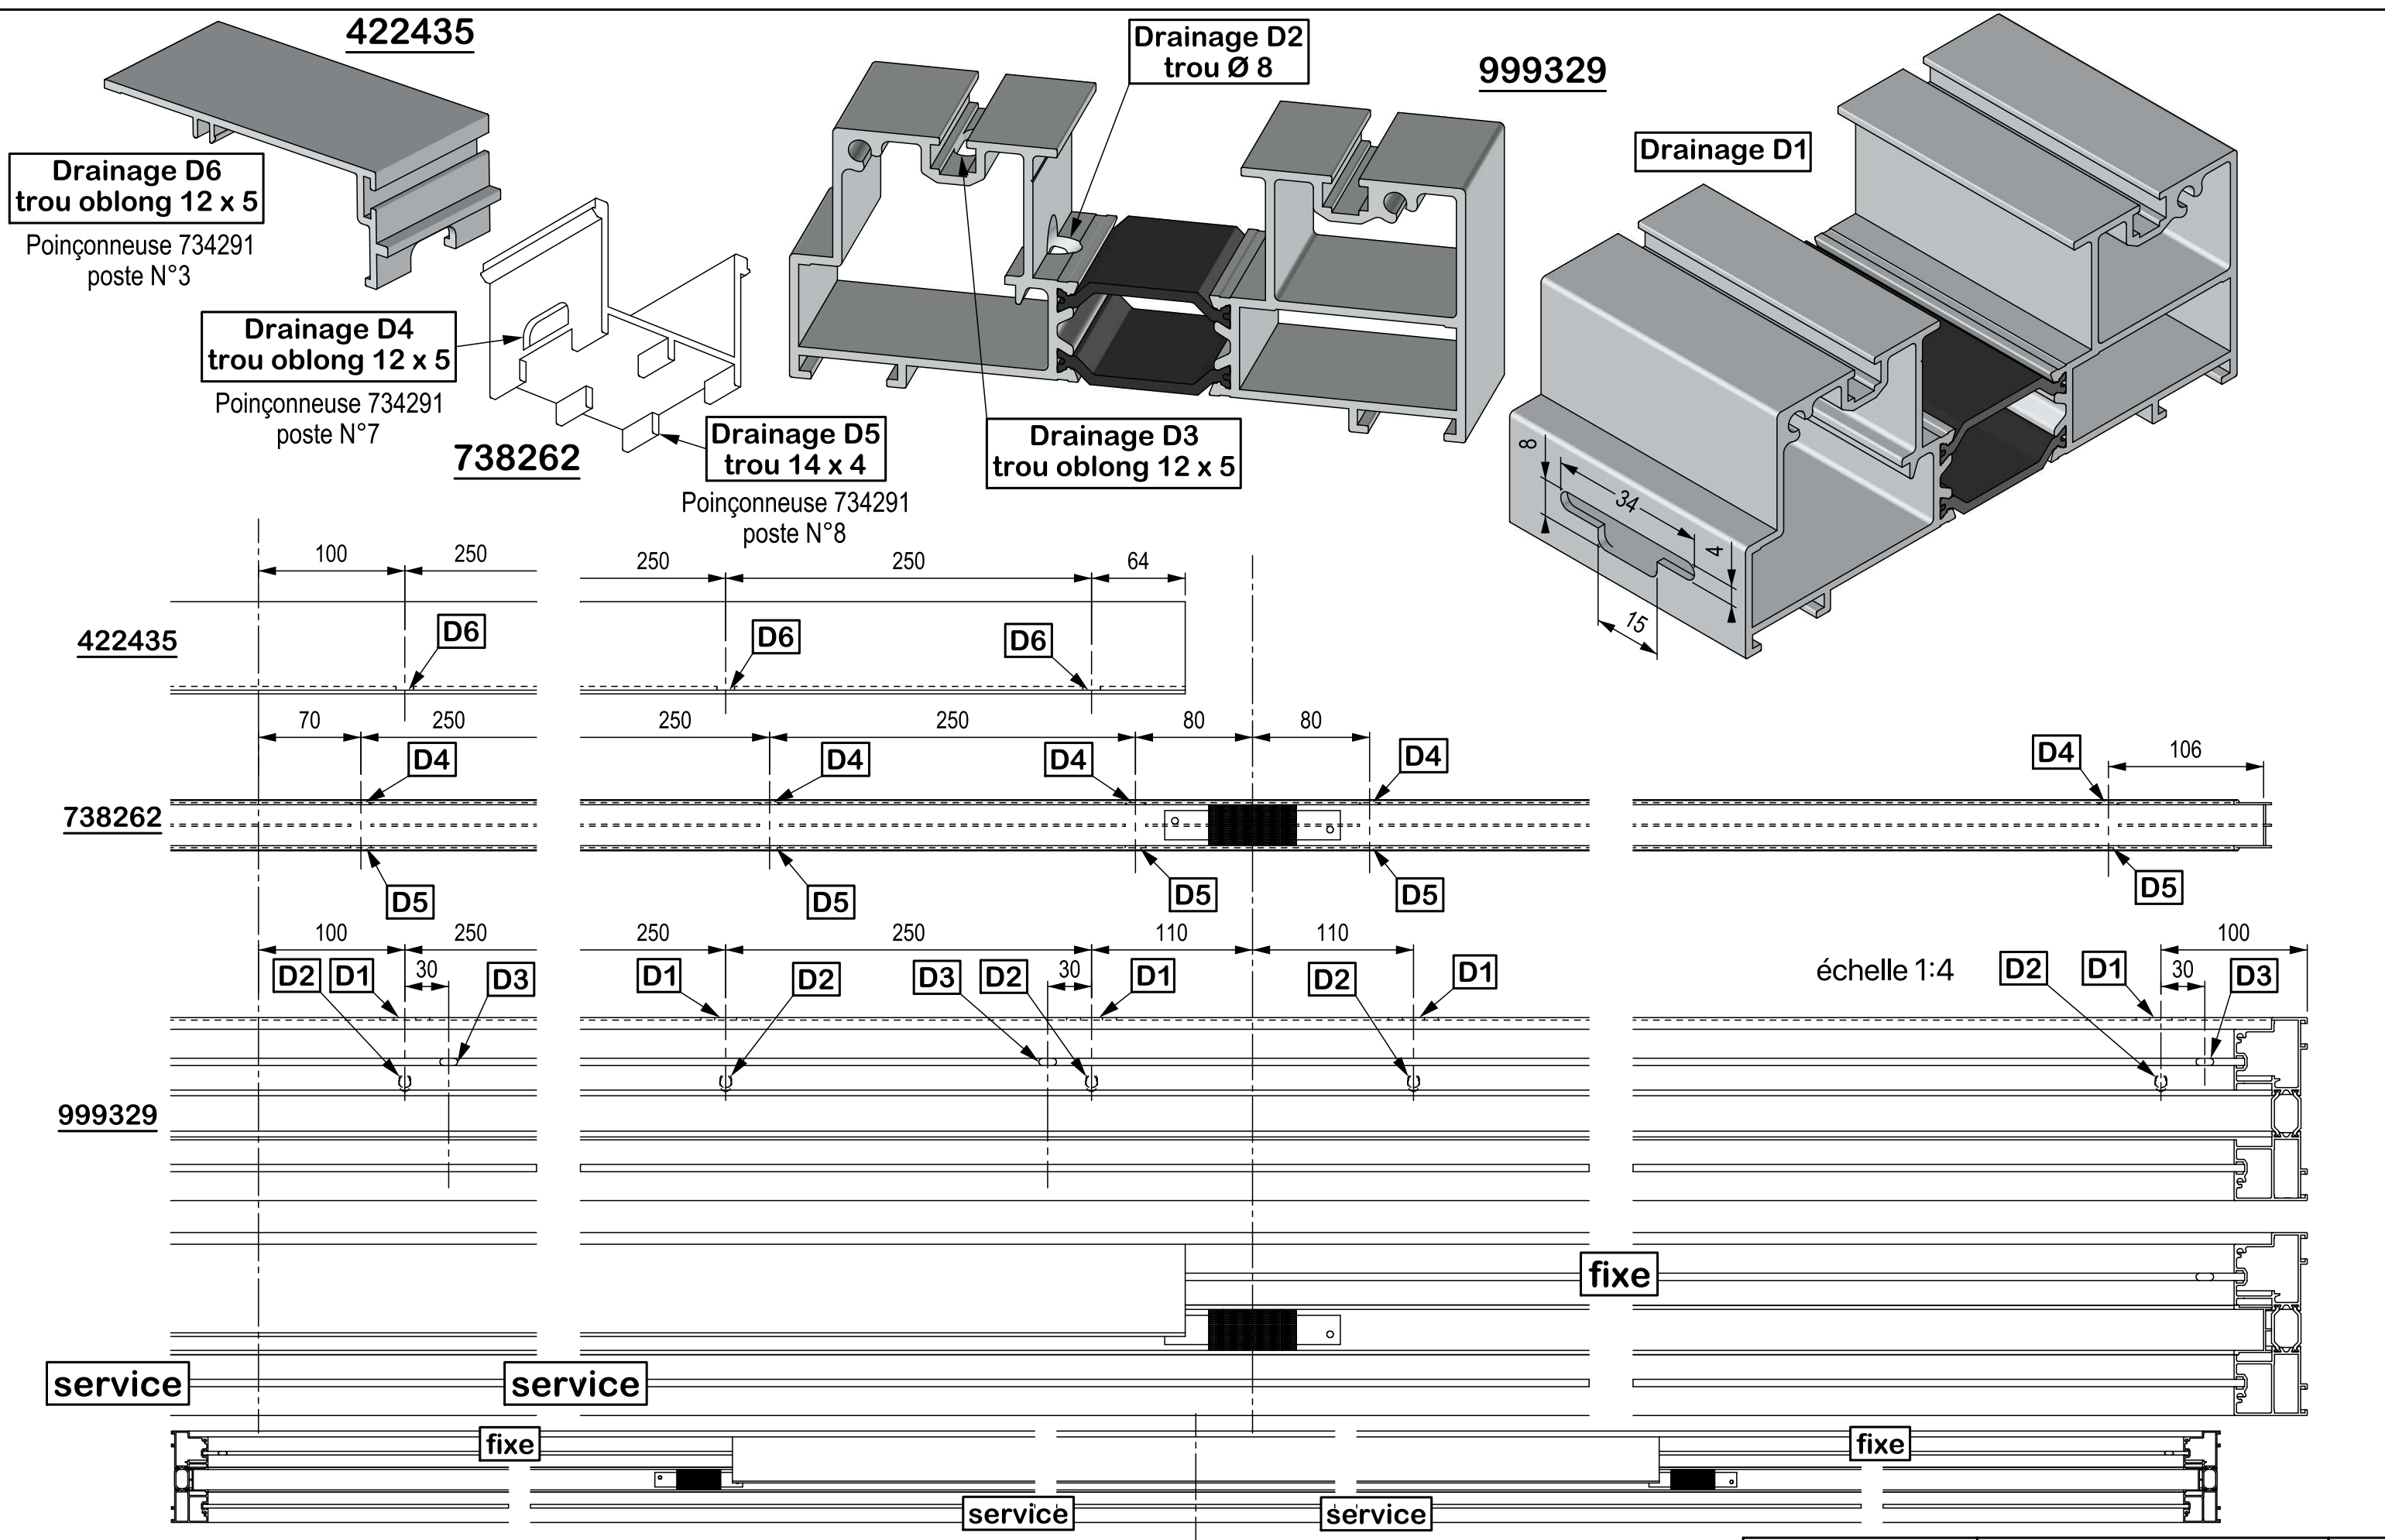 422435
Drainage D6
trou oblong 12 x 5
Poinçonneuse 734291
poste N°3
Drainage D4
trou oblong 12 x 5
Poinçonneuse 734291
poste N°7
738262
Drainage D5
trou 14 x 4
Poinçonneuse 734291
poste N°8
Drainage D2
trou Ø 8
Drainage D3
trou oblong 12 x 5
999329
Drainage D1
8
34
4
15
100
250
250
250
64
422435
D6
D6
D6
70
250
250
250
80
80
106
D4
D4
D4
D4
D4
738262
D5
D5
D5
D5
D5
100
250
250
250
110
110
100
D2
D1
30
D3
D1
D2
D3
D2
30
D1
D2
D1
échelle 1:4
D2
D1
30
D3
999329
fixe
service
service
fixe
fixe
service
service